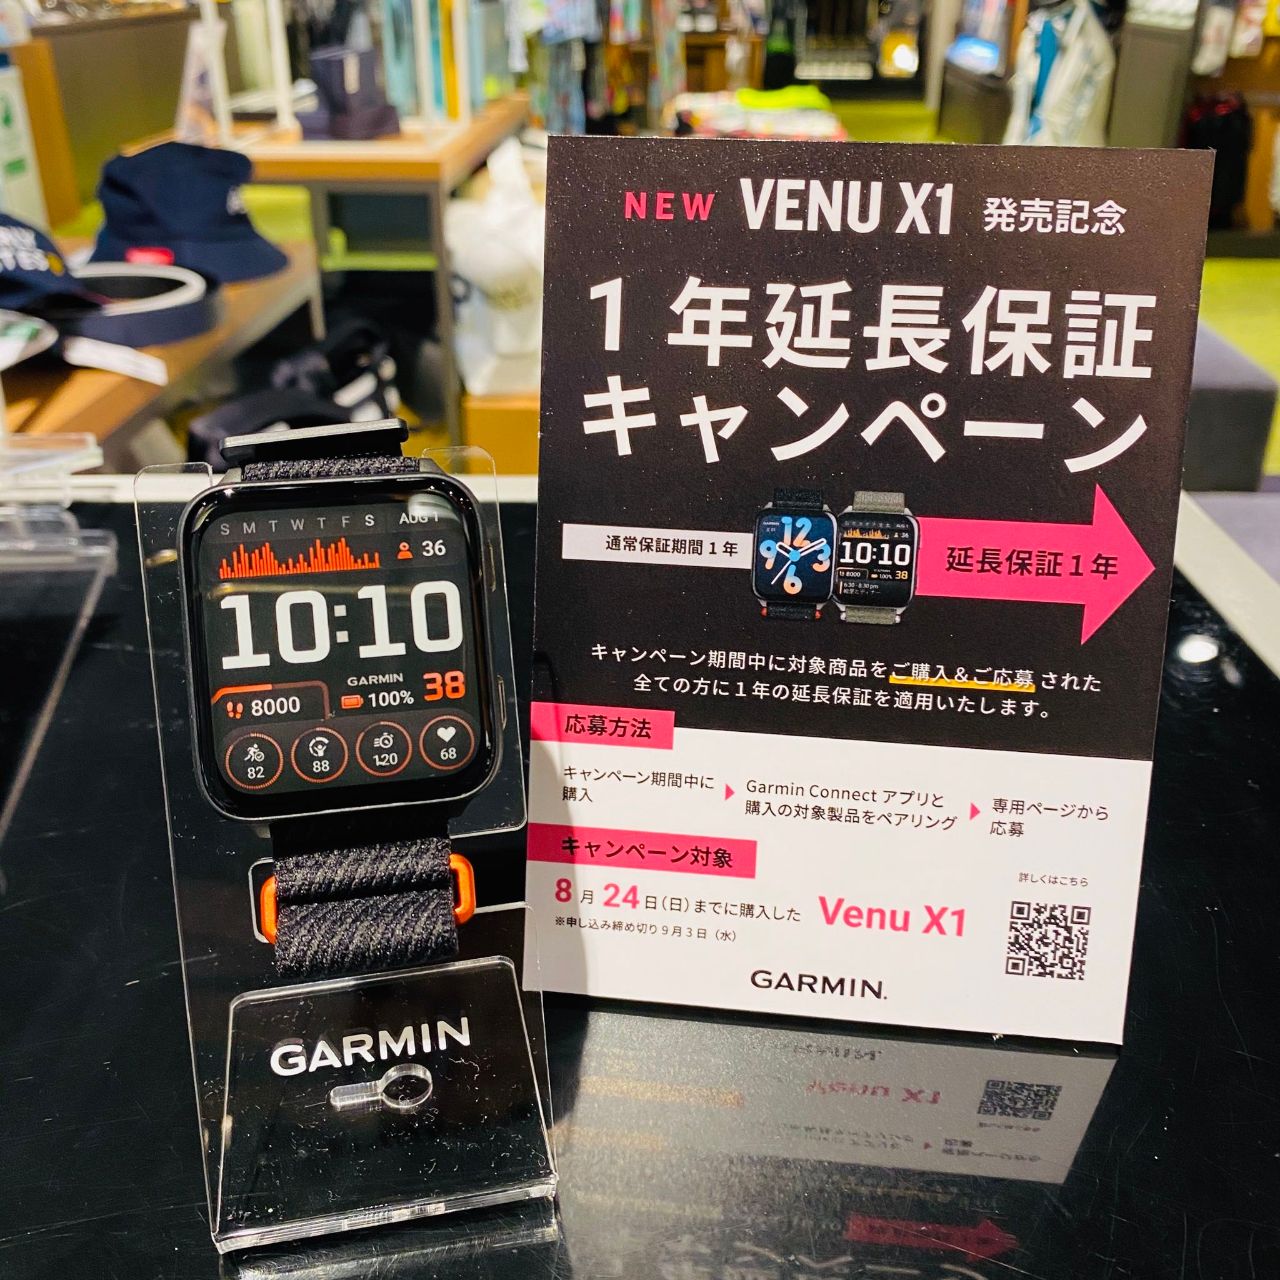 NEW VENU X1 発売記念
1年延長保証
キャンペーン
通常保証期間1年
延長保証1年
キャンペーン期間中に対象商品をご購入&ご応募された
全ての方に1年の延長保証を適用いたします。
応募方法
キャンペーン期間中に
購入
Garmin Connect アプリと
購入の対象製品をペアリング
専用ページから
応募
キャンペーン対象
8月24日(日)までに購入した Venu X1
※申し込み締め切り9月3日(水)
詳しくはこちら
GARMIN.
S M T W T F S AUG 1
36
10:10
GARMIN
8000
100%
38
82
88
120
68
GARMIN